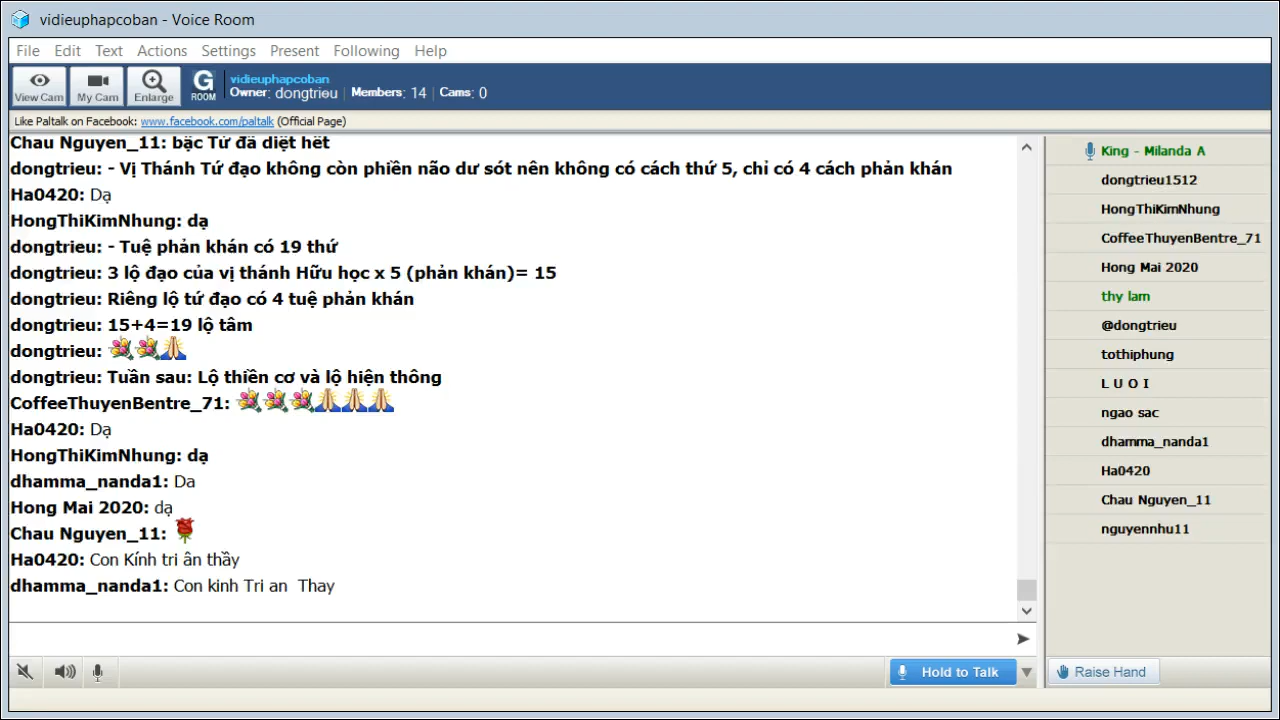 vidieuphapcoban - Voice Room
File Edit Text Actions Settings Present Following Help
View Cam My Cam Enlarge G ROOM vidieuphapcoban
Owner: dongtrieu | Members: 14 | Cams: 0
Like Paltalk on Facebook: www.facebook.com/paltalk (Official Page)
Chau Nguyen_11: bậc Tứ đã diệt hết
dongtrieu: - Vị Thánh Tứ đạo không còn phiền não dư sót nên không có cách thứ 5, chỉ có 4 cách phản khán
Ha0420: Dạ
HongThiKimNhung: dạ
dongtrieu: - Tuệ phản khán có 19 thứ
dongtrieu: 3 lộ đạo của vị thánh Hữu học x 5 (phản khán)= 15
dongtrieu: Riêng lộ tứ đạo có 4 tuệ phản khán
dongtrieu: 15+4=19 lộ tâm
dongtrieu:
dongtrieu: Tuần sau: Lộ thiền cơ và lộ hiện thông
CoffeeThuyenBentre_71:
Ha0420: Dạ
HongThiKimNhung: dạ
dhamma_nanda1: Da
Hong Mai 2020: dạ
Chau Nguyen_11:
Ha0420: Con Kính tri ân thầy
dhamma_nanda1: Con kinh Tri an  Thay
King - Milanda A
dongtrieu1512
HongThiKimNhung
CoffeeThuyenBentre_71
Hong Mai 2020
thy lam
@dongtrieu
tothiphung
L U O I
ngao sac
dhamma_nanda1
Ha0420
Chau Nguyen_11
nguyennhu11
Hold to Talk
Raise Hand